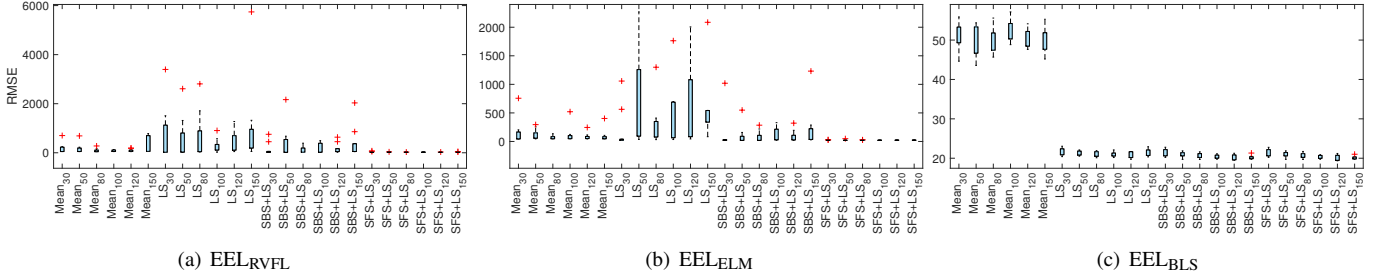 RMSE
6000
4000
2000
0
Mean30
Mean50
Mean80
Mean100
Mean120
Mean150
LS30
LS50
LS80
LS100
LS120
LS150
SBS+LS30
SBS+LS50
SBS+LS80
SBS+LS100
SBS+LS120
SBS+LS150
SFS+LS30
SFS+LS50
SFS+LS80
SFS+LS100
SFS+LS120
SFS+LS150
(a) EELRVFL
2000
1500
1000
500
0
Mean30
Mean50
Mean80
Mean100
Mean120
Mean150
LS30
LS50
LS80
LS100
LS120
LS150
SBS+LS30
SBS+LS50
SBS+LS80
SBS+LS100
SBS+LS120
SBS+LS150
SFS+LS30
SFS+LS50
SFS+LS80
SFS+LS100
SFS+LS120
SFS+LS150
(b) EELELM
50
40
30
20
Mean30
Mean50
Mean80
Mean100
Mean120
Mean150
LS30
LS50
LS80
LS100
LS120
LS150
SBS+LS30
SBS+LS50
SBS+LS80
SBS+LS100
SBS+LS120
SBS+LS150
SFS+LS30
SFS+LS50
SFS+LS80
SFS+LS100
SFS+LS120
SFS+LS150
(c) EELBLS